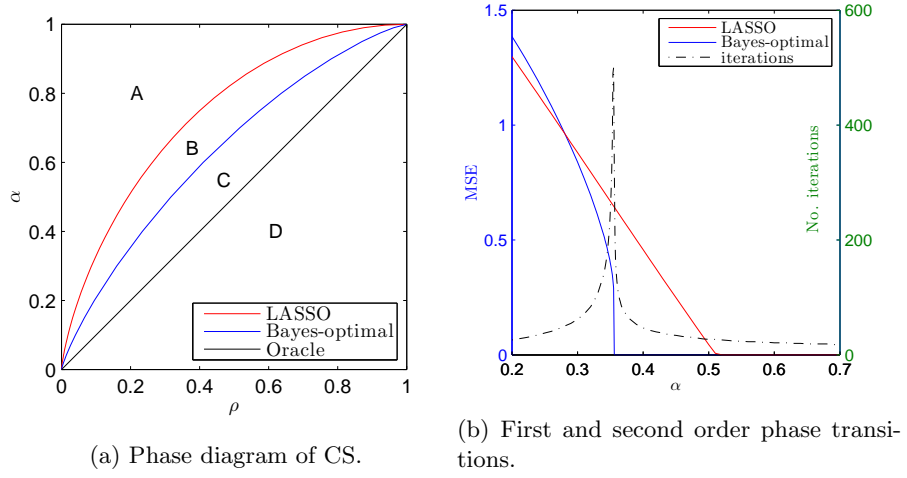 1
0.8
0.6
0.4
0.2
0
0
0.2
0.4
0.6
0.8
1
α
ρ
A
B
C
D
LASSO
Bayes-optimal
Oracle
(a) Phase diagram of CS.
1.5
1
0.5
0
MSE
600
400
200
0
No. iterations
0.2
0.3
0.4
0.5
0.6
0.7
α
LASSO
Bayes-optimal
iterations
(b) First and second order phase transi-
tions.